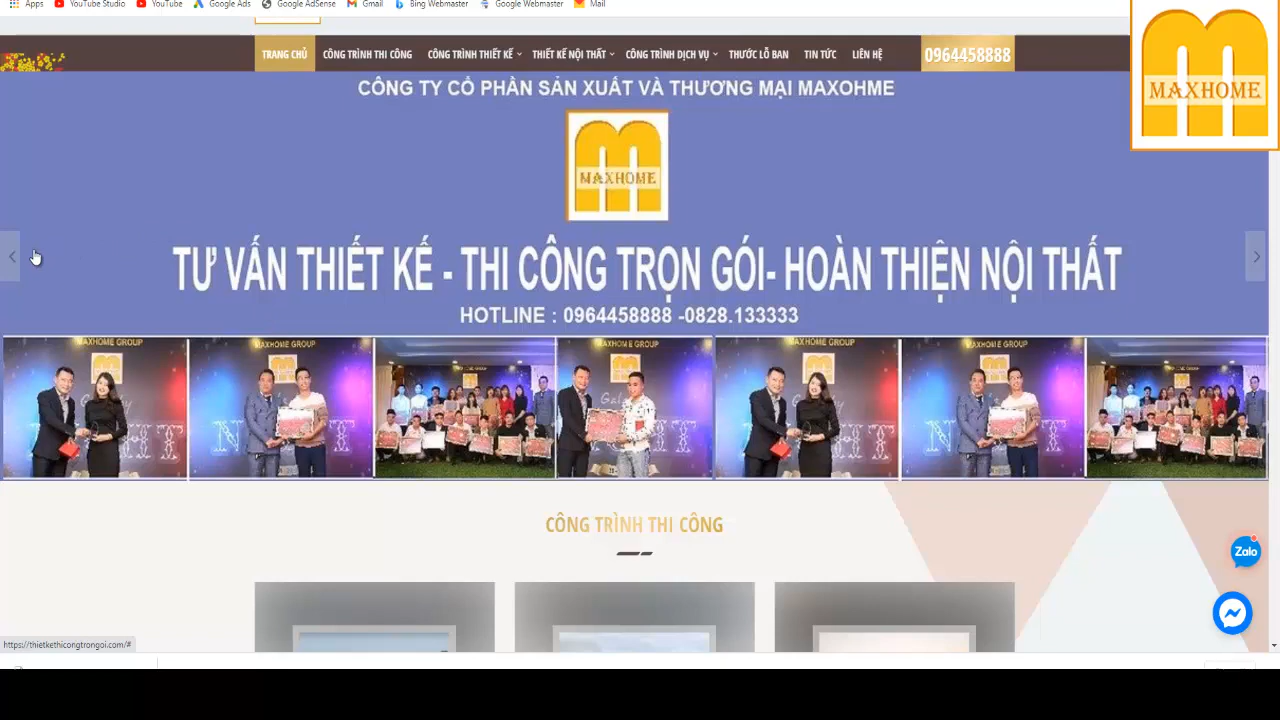 Apps YouTube Studio YouTube Google Ads Google AdSense Gmail Bing Webmaster Google Webmaster Mail
TRANG CHỦ CÔNG TRÌNH THI CÔNG CÔNG TRÌNH THIẾT KẾ THIẾT KẾ NỘI THẤT CÔNG TRÌNH DỊCH VỤ THƯỚC LỖ BAN TIN TỨC LIÊN HỆ 0964458888
MAXHOME
CÔNG TY CỔ PHẦN SẢN XUẤT VÀ THƯƠNG MẠI MAXOHME
MAXHOME
TƯ VẤN THIẾT KẾ - THI CÔNG TRỌN GÓI- HOÀN THIỆN NỘI THẤT
HOTLINE : 0964458888 -0828.133333
MAXHOME GROUP
MAXHOME GROUP
MAXHOME GROUP
MAXHOME GROUP
MAXHOME GROUP
CÔNG TRÌNH THI CÔNG
Zalo
https://thietkethicongtrongoi.com/#